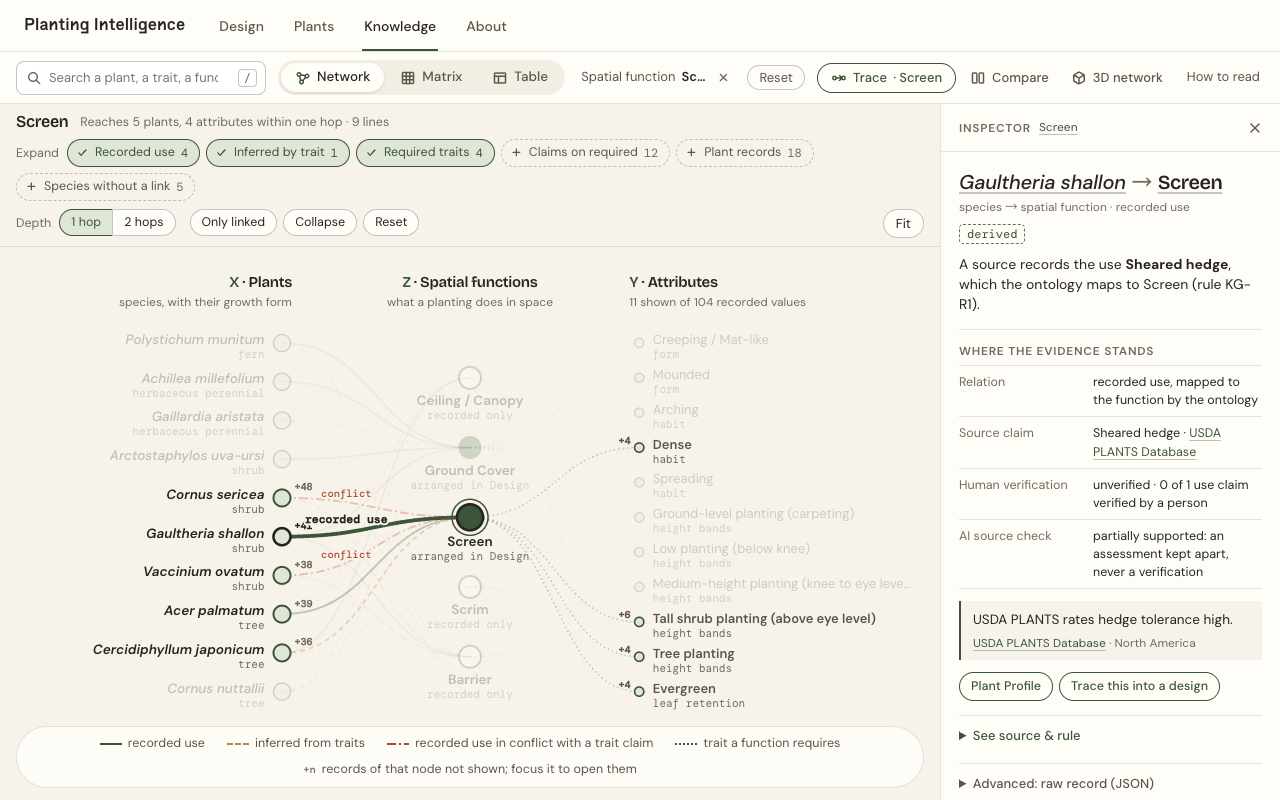 Planting Intelligence
Design
Plants
Knowledge
About
Search a plant, a trait, a func
/
Network
Matrix
Table
Spatial function Sc... ×
Reset
Trace · Screen
Compare
3D network
How to read
Screen Reaches 5 plants, 4 attributes within one hop · 9 lines
Expand
Recorded use 4
Inferred by trait 1
Required traits 4
+ Claims on required 12
+ Plant records 18
+ Species without a link 5
Depth
1 hop
2 hops
Only linked
Collapse
Reset
Fit
X · Plants
species, with their growth form
Z · Spatial functions
what a planting does in space
Y · Attributes
11 shown of 104 recorded values
Polystichum munitum
fern
Achillea millefolium
herbaceous perennial
Gaillardia aristata
herbaceous perennial
Arctostaphylos uva-ursi
shrub
Cornus sericea
shrub
+48
conflict
Gaultheria shallon
shrub
recorded use
Vaccinium ovatum
shrub
+38
conflict
Acer palmatum
tree
+39
Cercidiphyllum japonicum
tree
+36
Cornus nuttallii
tree
Ceiling / Canopy
recorded only
Ground Cover
arranged in Design
Screen
arranged in Design
Scrim
recorded only
Barrier
recorded only
Creeping / Mat-like
form
Mounded
form
Arching
habit
+4
Dense
habit
Spreading
habit
Ground-level planting (carpeting)
height bands
Low planting (below knee)
height bands
Medium-height planting (knee to eye leve...
height bands
+6
Tall shrub planting (above eye level)
height bands
+4
Tree planting
height bands
+4
Evergreen
leaf retention
recorded use
inferred from traits
recorded use in conflict with a trait claim
trait a function requires
+n records of that node not shown; focus it to open them
INSPECTOR Screen ×
Gaultheria shallon → Screen
species → spatial function · recorded use
derived
A source records the use Sheared hedge,
which the ontology maps to Screen (rule KG-
R1).
WHERE THE EVIDENCE STANDS
Relation
recorded use, mapped to
the function by the ontology
Source claim
Sheared hedge · USDA
PLANTS Database
Human verification
unverified · 0 of 1 use claim
verified by a person
AI source check
partially supported: an
assessment kept apart,
never a verification
USDA PLANTS rates hedge tolerance high.
USDA PLANTS Database · North America
Plant Profile
Trace this into a design
See source & rule
Advanced: raw record (JSON)